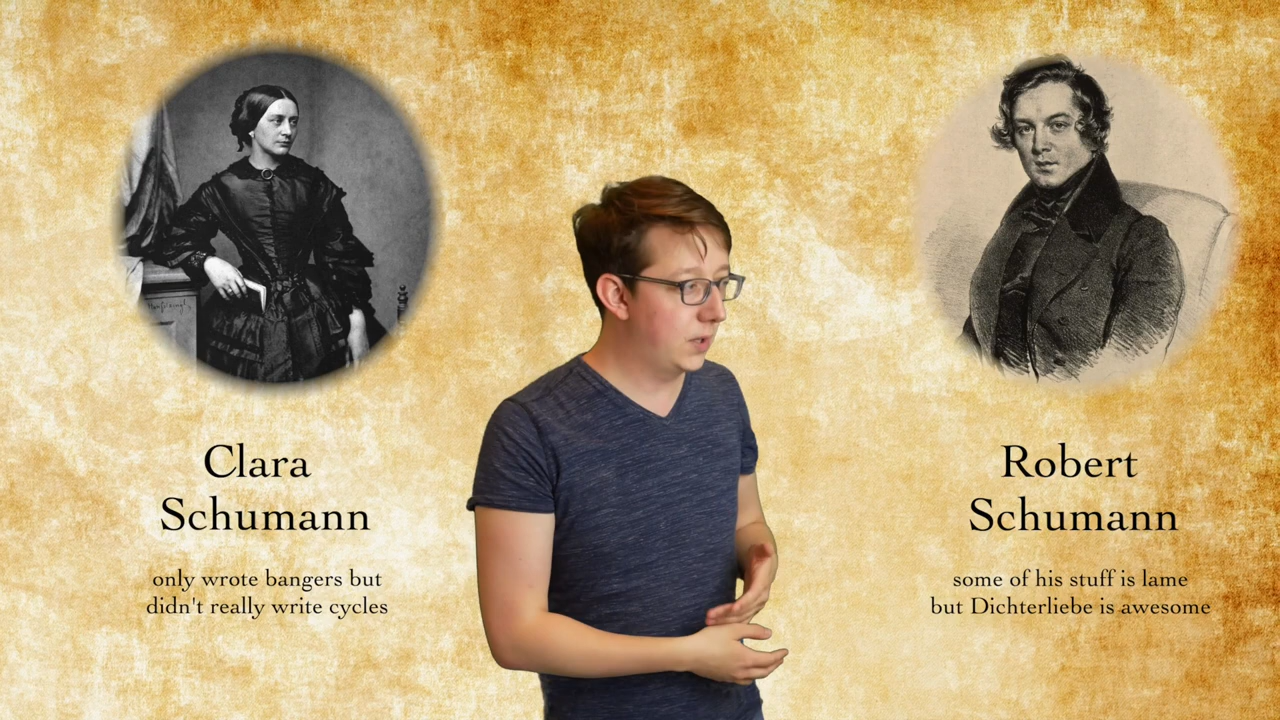 Clara
Schumann
only wrote bangers but
didn't really write cycles
Robert
Schumann
some of his stuff is lame
but Dichterliebe is awesome